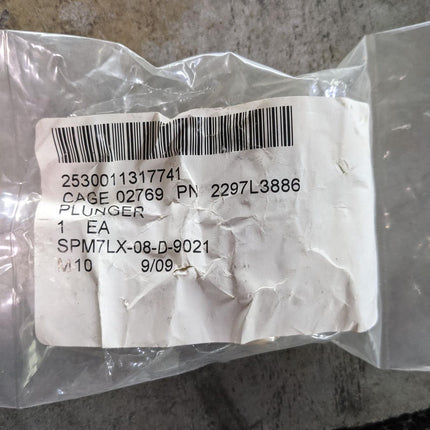 2530011317741
CAGE 02769 PN 2297L3886
PLUNGER
1 EA
SPM7LX-08-D-9021
M10 9/09